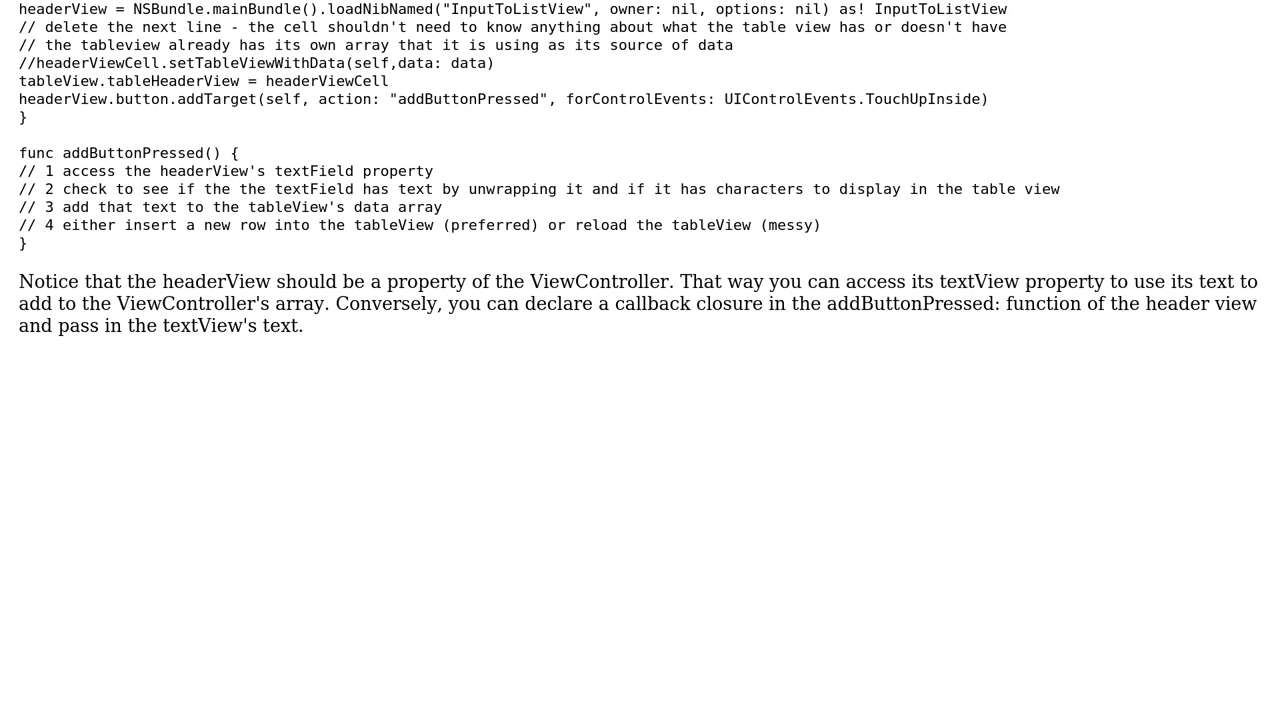 headerView = NSBundle.mainBundle().loadNibNamed("InputToListView", owner: nil, options: nil) as! InputToListView
// delete the next line - the cell shouldn't need to know anything about what the table view has or doesn't have
// the tableview already has its own array that it is using as its source of data
//headerViewCell.setTableViewWithData(self,data: data)
tableView.tableHeaderView = headerViewCell
headerView.button.addTarget(self, action: "addButtonPressed", forControlEvents: UIControlEvents.TouchUpInside)
}

func addButtonPressed() {
// 1 access the headerView's textField property
// 2 check to see if the the textField has text by unwrapping it and if it has characters to display in the table view
// 3 add that text to the tableView's data array
// 4 either insert a new row into the tableView (preferred) or reload the tableView (messy)
}

Notice that the headerView should be a property of the ViewController. That way you can access its textView property to use its text to
add to the ViewController's array. Conversely, you can declare a callback closure in the addButtonPressed: function of the header view
and pass in the textView's text.